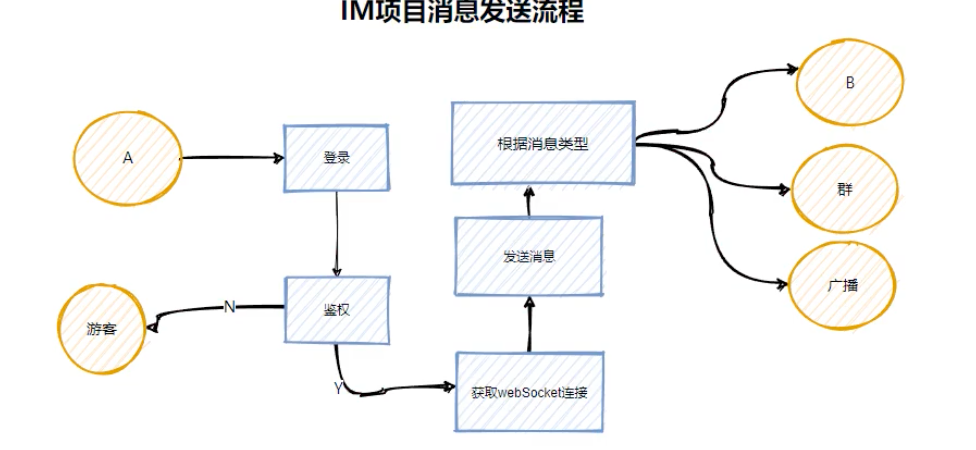 IM项目消息发送流程
A
登录
鉴权
N
游客
Y
获取webSocket连接
发送消息
根据消息类型
B
群
广播